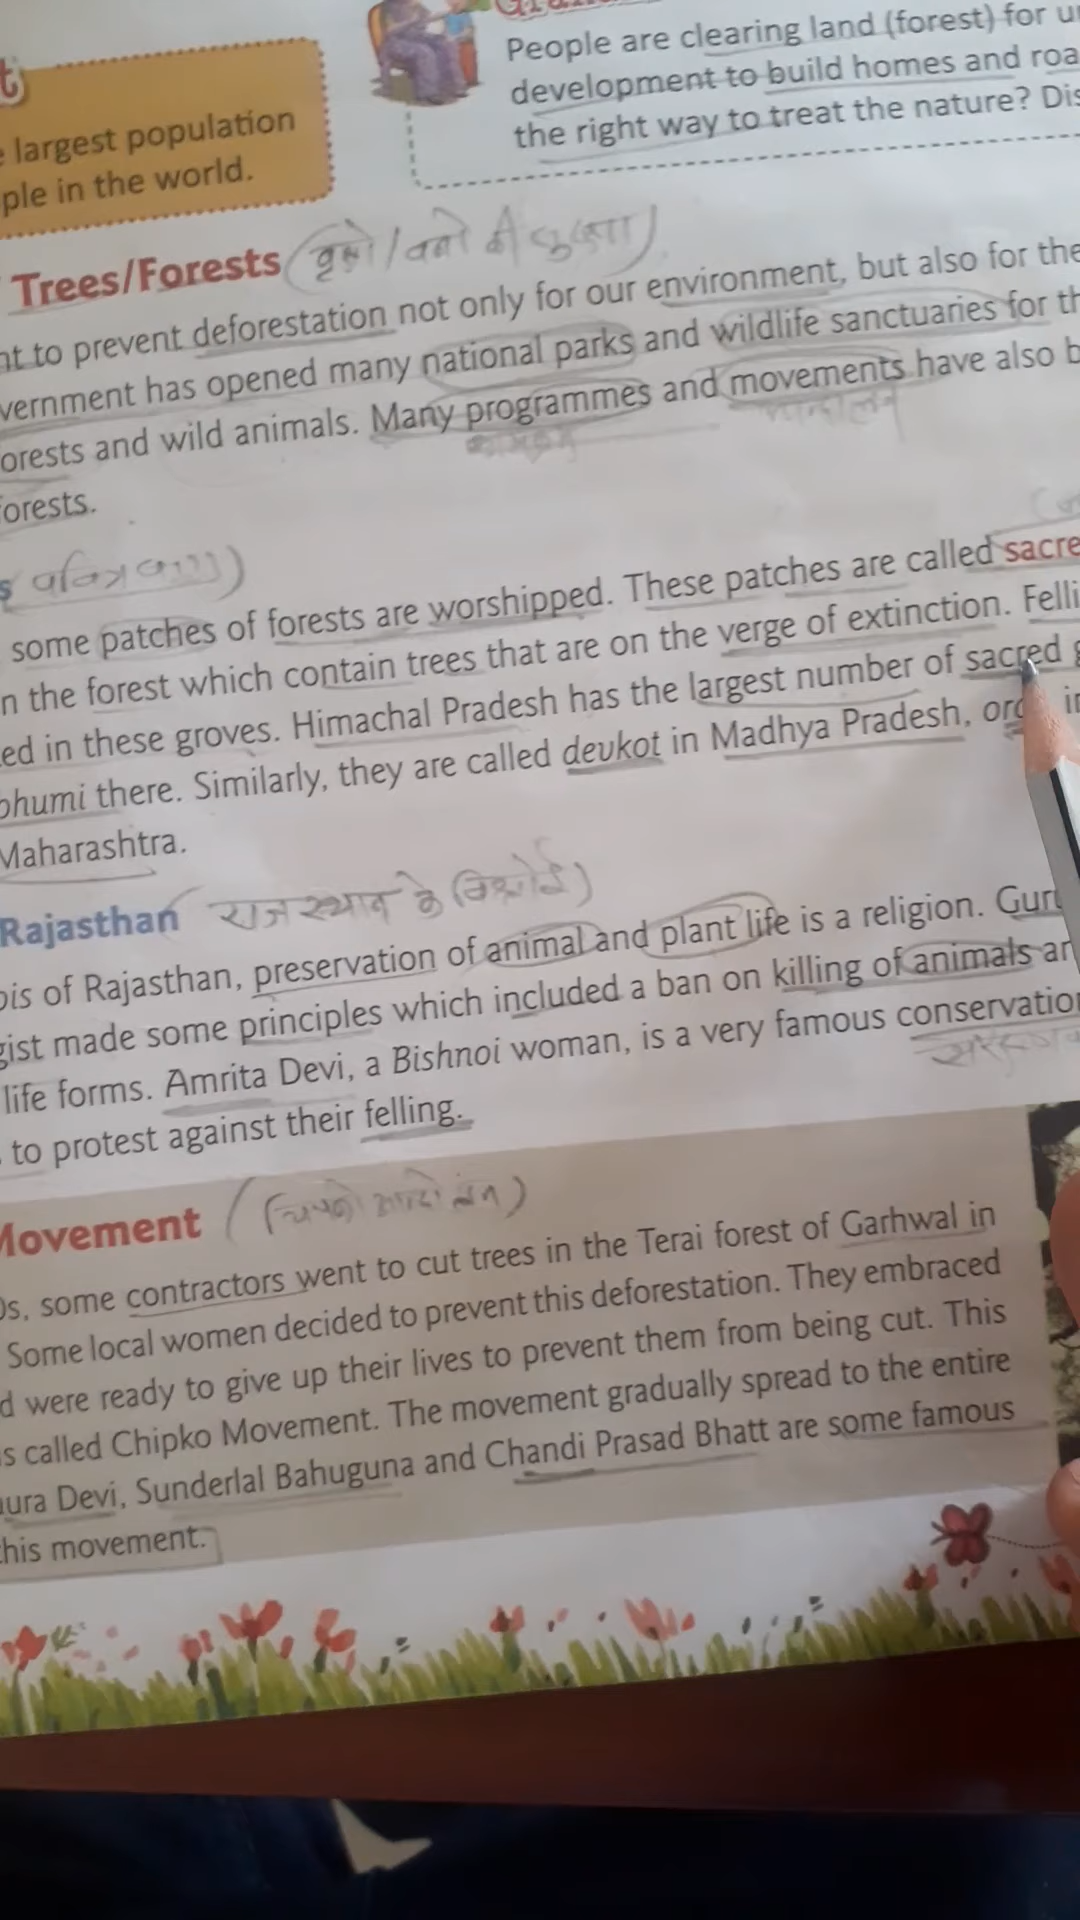 People are clearing land (forest) for
development to build homes and
the right way to treat the nature?
largest population
ple in the world.
Trees/Forests (वृक्षो/वनो की सुरक्षा)
to prevent deforestation not only for our environment, but also for the
vernment has opened many national parks and wildlife sanctuaries for
orests and wild animals. Many programmes and movements have also
orests.
some patches of forests are worshipped. These patches are called sacre
n the forest which contain trees that are on the verge of extinction. Felli
ed in these groves. Himachal Pradesh has the largest number of sacred
bhumi there. Similarly, they are called devkot in Madhya Pradesh,
Maharashtra.
Rajasthan (राजस्थान के विश्नोई)
of Rajasthan, preservation of animal and plant life is a religion.
gist made some principles which included a ban on killing of animals
life forms. Amrita Devi, a Bishnoi woman, is a very famous conservatio
to protest against their felling.
Movement (चिपको आन्दोलन)
0s, some contractors went to cut trees in the Terai forest of Garhwal in
Some local women decided to prevent this deforestation. They embraced
d were ready to give up their lives to prevent them from being cut. This
s called Chipko Movement. The movement gradually spread to the entire
ura Devi, Sunderlal Bahuguna and Chandi Prasad Bhatt are some famous
this movement.